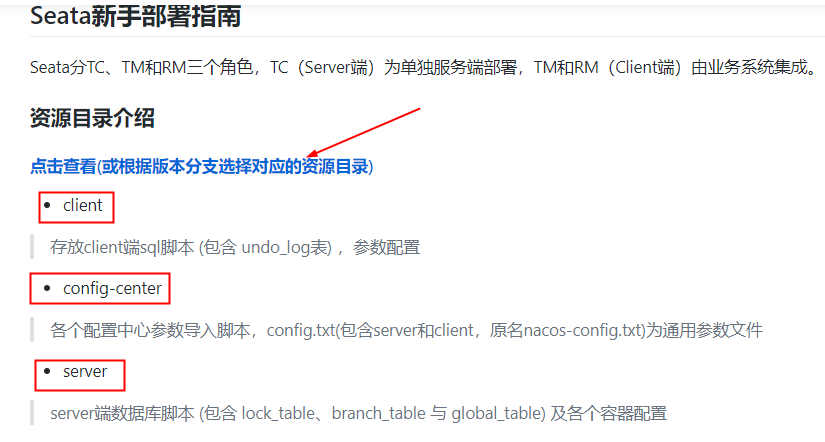 Seata新手部署指南
Seata分TC、TM和RM三个角色，TC（Server端）为单独服务端部署，TM和RM（Client端）由业务系统集成。
资源目录介绍
点击查看(或根据版本分支选择对应的资源目录)
• client
存放client端sql脚本 (包含 undo_log表) ，参数配置
• config-center
各个配置中心参数导入脚本，config.txt(包含server和client，原名nacos-config.txt)为通用参数文件
• server
server端数据库脚本 (包含 lock_table、branch_table 与 global_table) 及各个容器配置